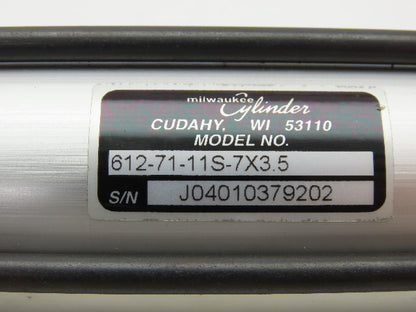 milwaukee
Cylinder
CUDAHY, WI 53110
MODEL NO.
612-71-11S-7X3.5
S/N J04010379202